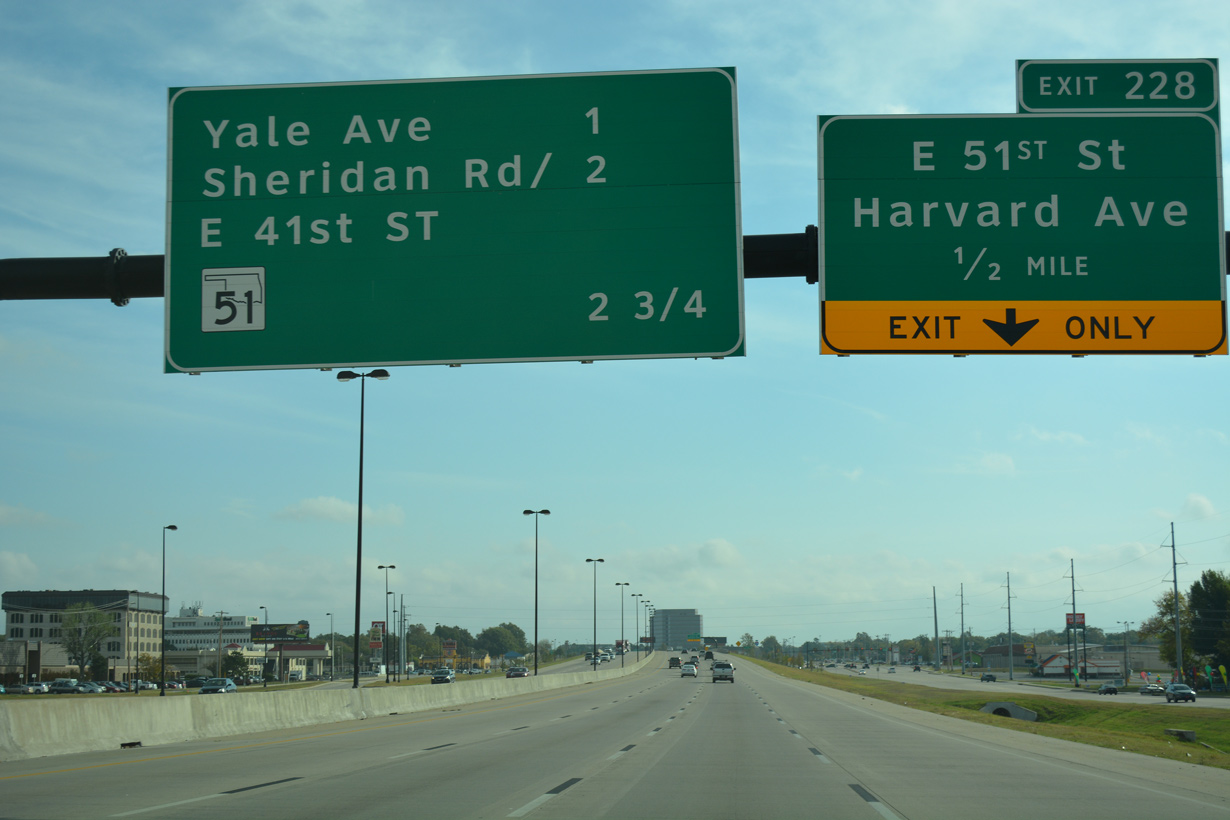 Yale Ave 1
Sheridan Rd/ 2
E 41st ST
51 2 3/4
EXIT 228
E 51ST St
Harvard Ave
1/2 MILE
EXIT ONLY